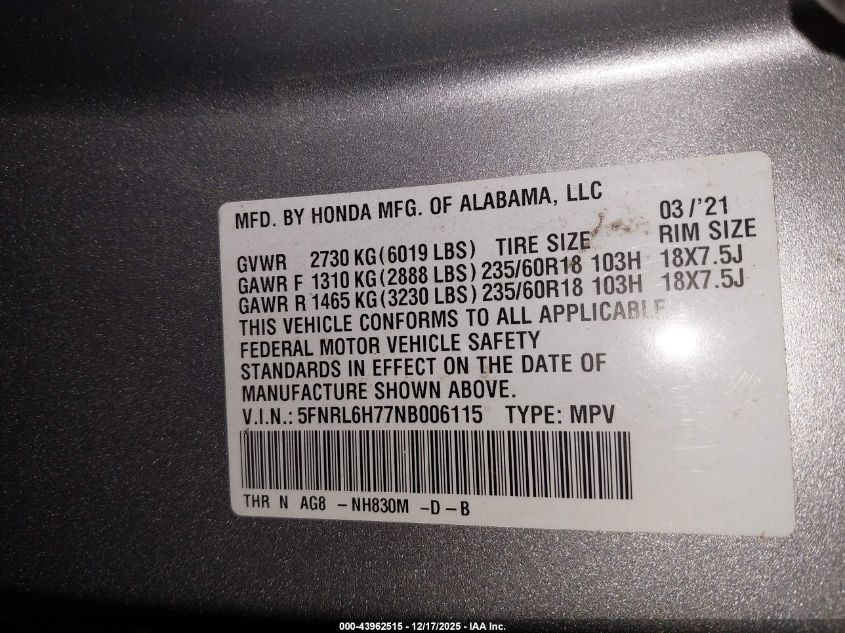 MFD. BY HONDA MFG. OF ALABAMA, LLC 03/'21
GVWR 2730 KG(6019 LBS) TIRE SIZE RIM SIZE
GAWR F 1310 KG(2888 LBS) 235/60R18 103H 18X7.5J
GAWR R 1465 KG(3230 LBS) 235/60R18 103H 18X7.5J
THIS VEHICLE CONFORMS TO ALL APPLICABLE
FEDERAL MOTOR VEHICLE SAFETY
STANDARDS IN EFFECT ON THE DATE OF
MANUFACTURE SHOWN ABOVE.
V.I.N.: 5FNRL6H77NB006115 TYPE: MPV
THR N AG8 -NH830M -D-B
000-43962515 - 12/17/2025 - IAA Inc.